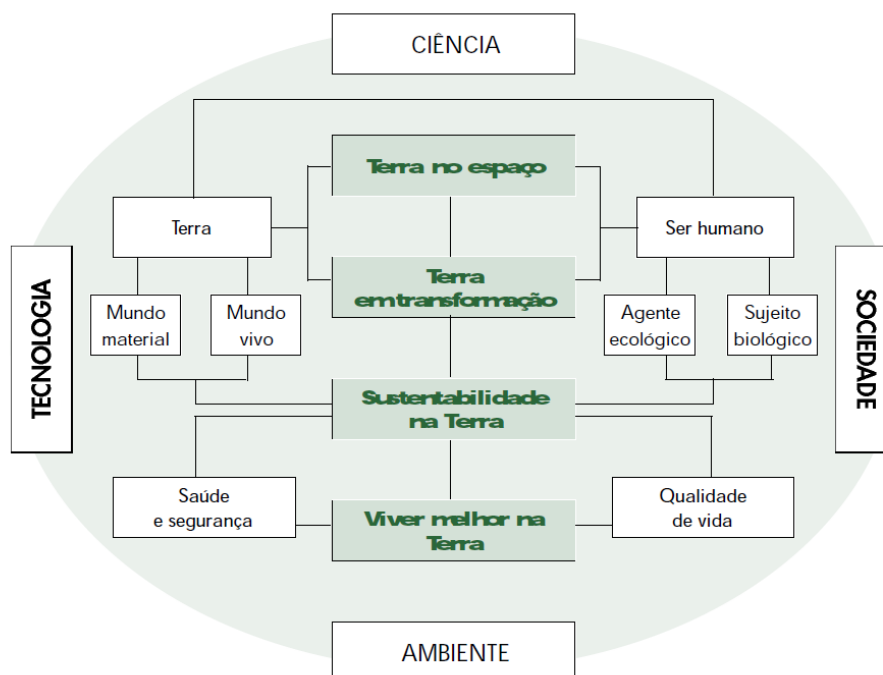 CIÊNCIA
Terra no espaço
Terra
Ser humano
Terra
em transformação
TECNOLOGIA
SOCIEDADE
Mundo
material
Mundo
vivo
Agente
ecológico
Sujeito
biológico
Sustentabilidade
na Terra
Saúde
e segurança
Viver melhor na
Terra
Qualidade
de vida
AMBIENTE